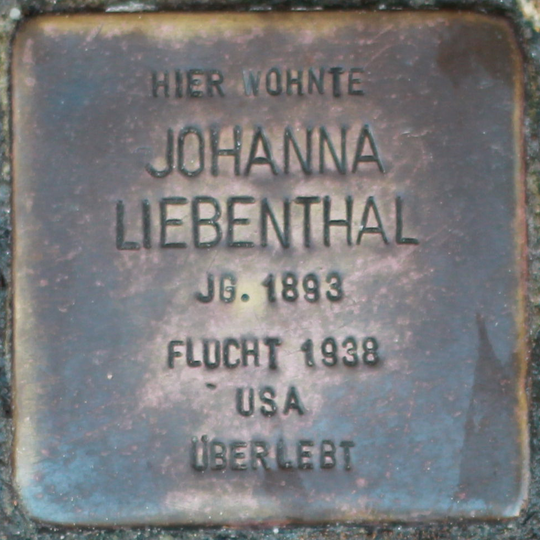 HIER WOHNTE
JOHANNA
LIEBENTHAL
JG. 1893
FLUCHT 1938
USA
ÜBERLEBT